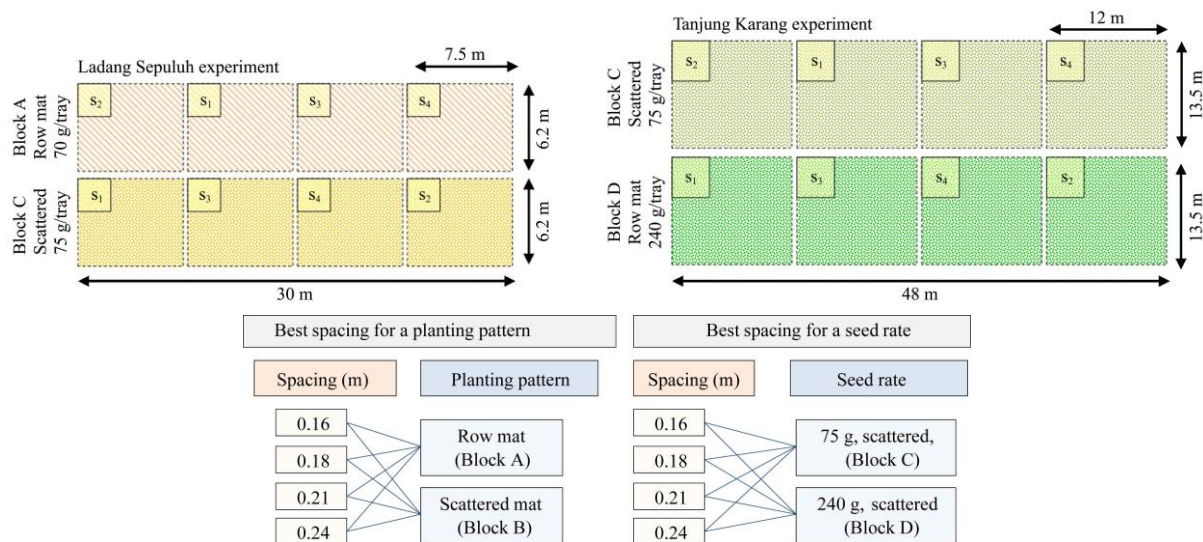 Ladang Sepuluh experiment
7.5 m
Block A
Row mat
70 g/tray
s2
s1
s3
s4
6.2 m
Block C
Scattered
75 g/tray
s1
s3
s4
s2
6.2 m
30 m
Tanjung Karang experiment
12 m
Block C
Scattered
75 g/tray
s2
s1
s3
s4
13.5 m
Block D
Row mat
240 g/tray
s1
s3
s4
s2
13.5 m
48 m
Best spacing for a planting pattern
Spacing (m)
Planting pattern
0.16
0.18
0.21
0.24
Row mat
(Block A)
Scattered mat
(Block B)
Best spacing for a seed rate
Spacing (m)
Seed rate
0.16
0.18
0.21
0.24
75 g, scattered,
(Block C)
240 g, scattered
(Block D)